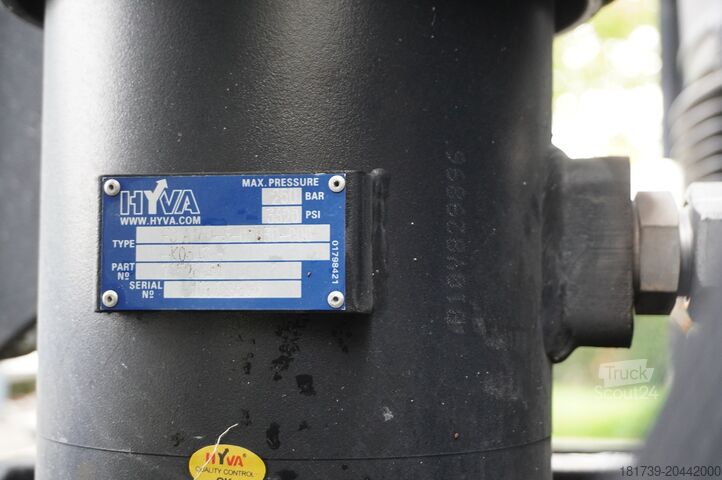 HYVA
WWW.HYVA.COM
MAX. PRESSURE
BAR
PSI
TYPE
PART
Nº
SERIAL
Nº
01798421
HYVA
QUALITY CONTROL
OK
Truck
Scout24
181739-20442000